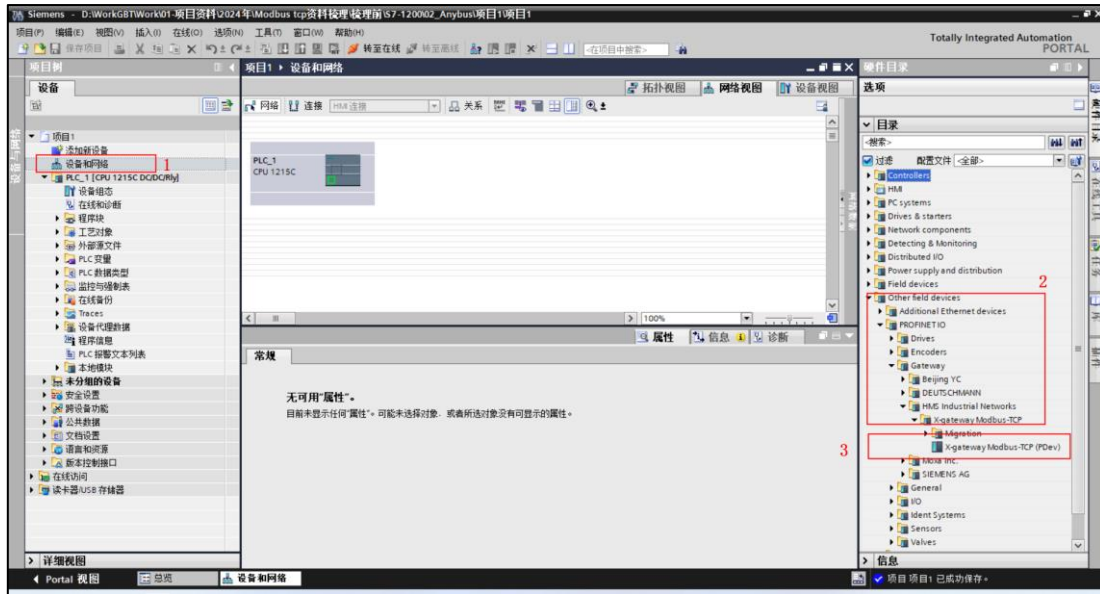 Siemens - D:\WorkGBT\Work\01-项目资料\2024年\Modbus tcp资料整理\整理前\S7-1200\02_Anybus\项目1\项目1
项目(P) 编辑(E) 视图(V) 插入(I) 在线(O) 选项(N) 工具(T) 窗口(W) 帮助(H)
Totally Integrated Automation
PORTAL
保存项目
转至在线
转至离线
<在项目中搜索>
项目树
设备
项目1
添加新设备
设备和网络
1
PLC_1 [CPU 1215C DC/DC/Rly]
设备组态
在线和诊断
程序块
工艺对象
外部源文件
PLC 变量
PLC 数据类型
监控与强制表
在线备份
Traces
设备代理数据
程序信息
PLC 报警文本列表
本地模块
未分组的设备
安全设置
跨设备功能
公共数据
文档设置
语言和资源
版本控制接口
在线访问
读卡器/USB 存储器
详细视图
项目1 ▸ 设备和网络
拓扑视图
网络视图
设备视图
网络
连接
HMI 连接
关系
PLC_1
CPU 1215C
100%
属性
信息
诊断
常规
无可用“属性”。
目前未显示任何“属性”。可能未选择对象，或者所选对象没有可显示的属性。
硬件目录
选项
目录
<搜索>
过滤
配置文件
<全部>
Controllers
HMI
PC systems
Drives & starters
Network components
Detecting & Monitoring
Distributed I/O
Power supply and distribution
Field devices
2
Other field devices
Additional Ethernet devices
PROFINET IO
Drives
Encoders
Gateway
Beijing YC
DEUTSCHMANN
HMS Industrial Networks
X-gateway Modbus-TCP
Migration
3
X-gateway Modbus-TCP (PDev)
Moxa Inc.
SIEMENS AG
General
I/O
Ident Systems
Sensors
Valves
信息
Portal 视图
总览
设备和网络
项目 项目1 已成功保存。